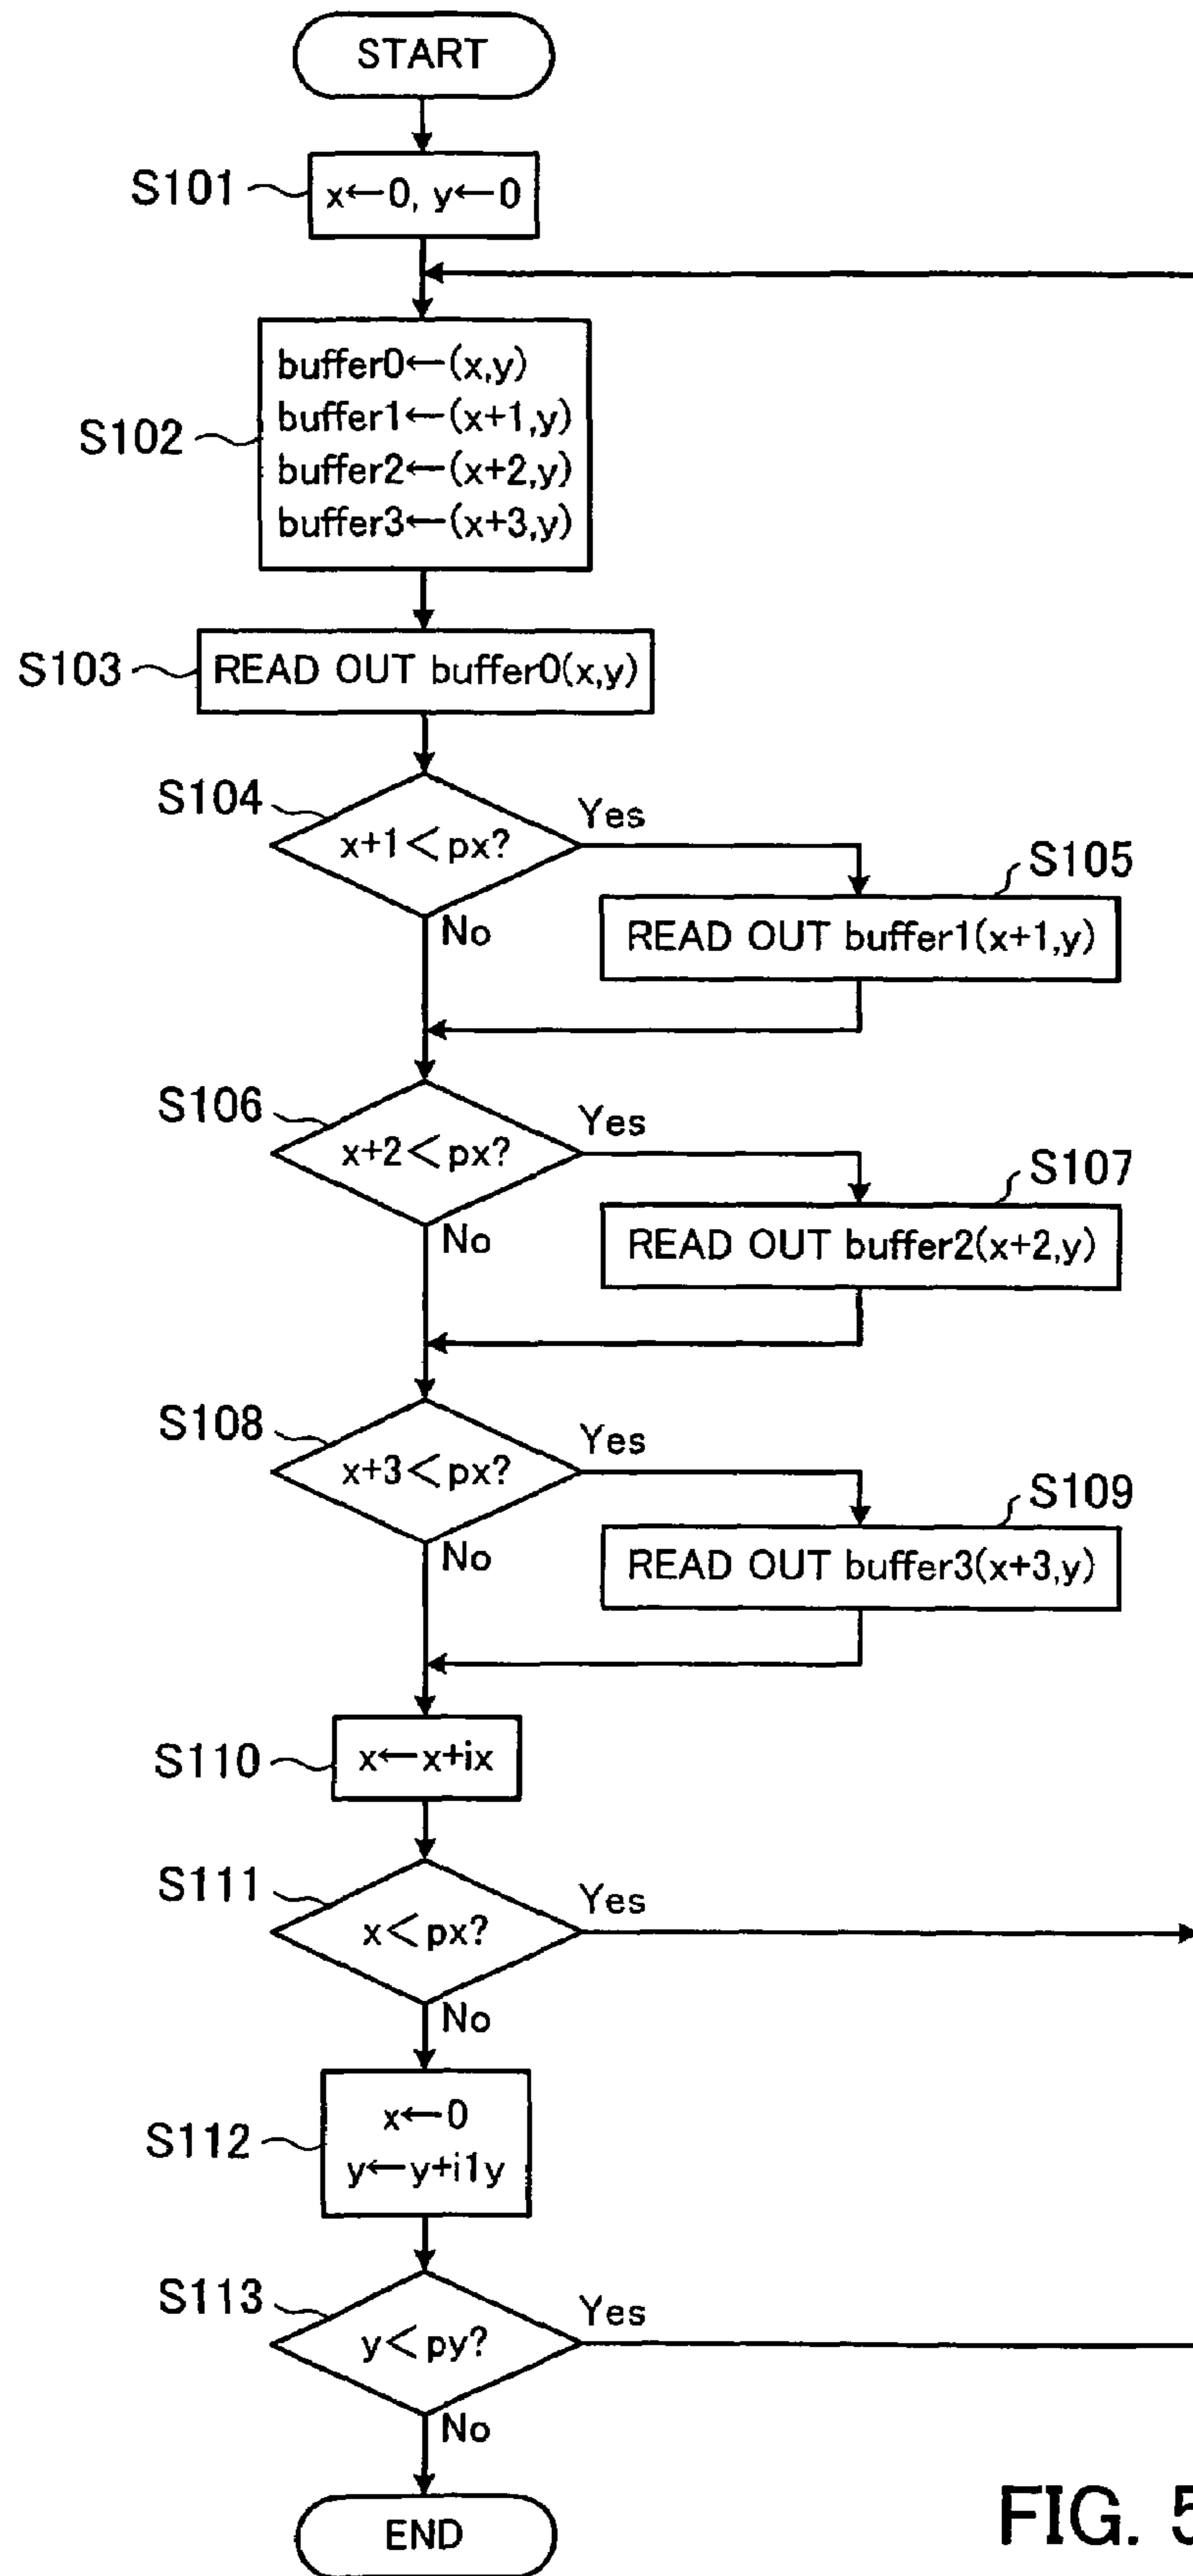 START
S101
x←0, y←0
S102
buffer0←(x,y)
buffer1←(x+1,y)
buffer2←(x+2,y)
buffer3←(x+3,y)
S103
READ OUT buffer0(x,y)
S104
x+1<px?
Yes
No
S105
READ OUT buffer1(x+1,y)
S106
x+2<px?
Yes
No
S107
READ OUT buffer2(x+2,y)
S108
x+3<px?
Yes
No
S109
READ OUT buffer3(x+3,y)
S110
x←x+ix
S111
x<px?
Yes
No
S112
x←0
y←y+i1y
S113
y<py?
Yes
No
END
FIG. 5